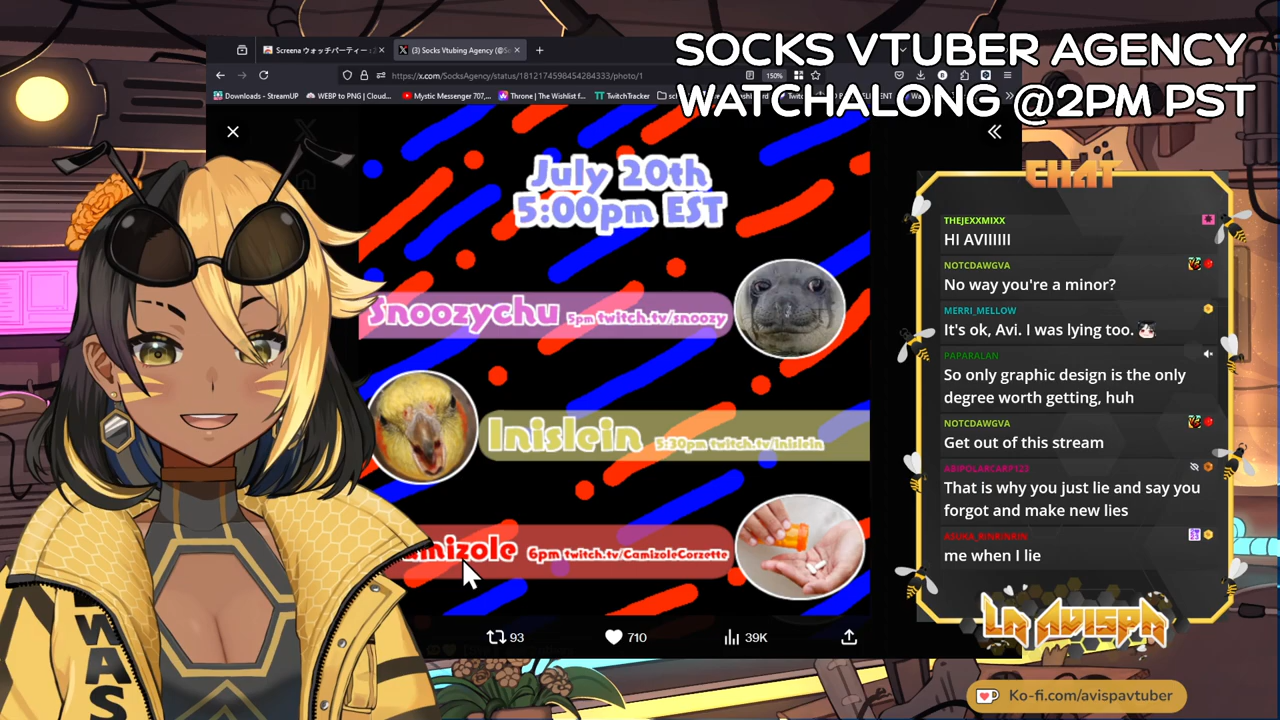 SOCKS VTUBER AGENCY
WATCHALONG @2PM PST
Screena ウォッチパーティー
(3) Socks Vtubing Agency (@So
https://x.com/SocksAgency/status/1812174598454284333/photo/1
150%
Downloads - StreamUP
WEBP to PNG | Cloud...
Mystic Messenger 707,...
Throne | The Wishlist f...
TwitchTracker
July 20th
5:00pm EST
Snoozychu 5pm twitch.tv/snoozy
Inislein 5:30pm twitch.tv/Inislein
mizole 6pm twitch.tv/CamizoleCorzette
93
710
39K
WAS
CHAT
THEJEXXMIXX
HI AVIIIIII
NOTCDAWGVA
No way you're a minor?
MERRI_MELLOW
It's ok, Avi. I was lying too.
PAPARALAN
So only graphic design is the only
degree worth getting, huh
NOTCDAWGVA
Get out of this stream
ABIPOLARCARP123
That is why you just lie and say you
forgot and make new lies
ASUKA_RINRINRIN
me when I lie
LA AVISPA
Ko-fi.com/avispavtuber